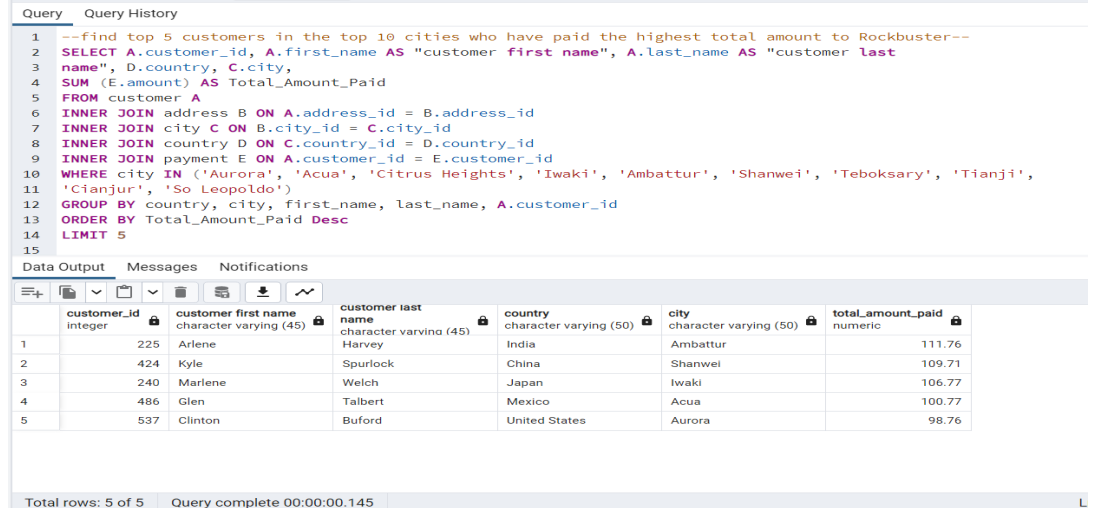 Query Query History
1 --find top 5 customers in the top 10 cities who have paid the highest total amount to Rockbuster--
2 SELECT A.customer_id, A.first_name AS "customer first name", A.last_name AS "customer last
3 name", D.country, C.city,
4 SUM (E.amount) AS Total_Amount_Paid
5 FROM customer A
6 INNER JOIN address B ON A.address_id = B.address_id
7 INNER JOIN city C ON B.city_id = C.city_id
8 INNER JOIN country D ON C.country_id = D.country_id
9 INNER JOIN payment E ON A.customer_id = E.customer_id
10 WHERE city IN ('Aurora', 'Acua', 'Citrus Heights', 'Iwaki', 'Ambattur', 'Shanwei', 'Teboksary', 'Tianji',
11 'Cianjur', 'So Leopoldo')
12 GROUP BY country, city, first_name, last_name, A.customer_id
13 ORDER BY Total_Amount_Paid Desc
14 LIMIT 5
15
Data Output Messages Notifications
customer_id integer customer first name character varying (45) customer last name character varying (45) country character varying (50) city character varying (50) total_amount_paid numeric
1 225 Arlene Harvey India Ambattur 111.76
2 424 Kyle Spurlock China Shanwei 109.71
3 240 Marlene Welch Japan Iwaki 106.77
4 486 Glen Talbert Mexico Acua 100.77
5 537 Clinton Buford United States Aurora 98.76
Total rows: 5 of 5 Query complete 00:00:00.145 L